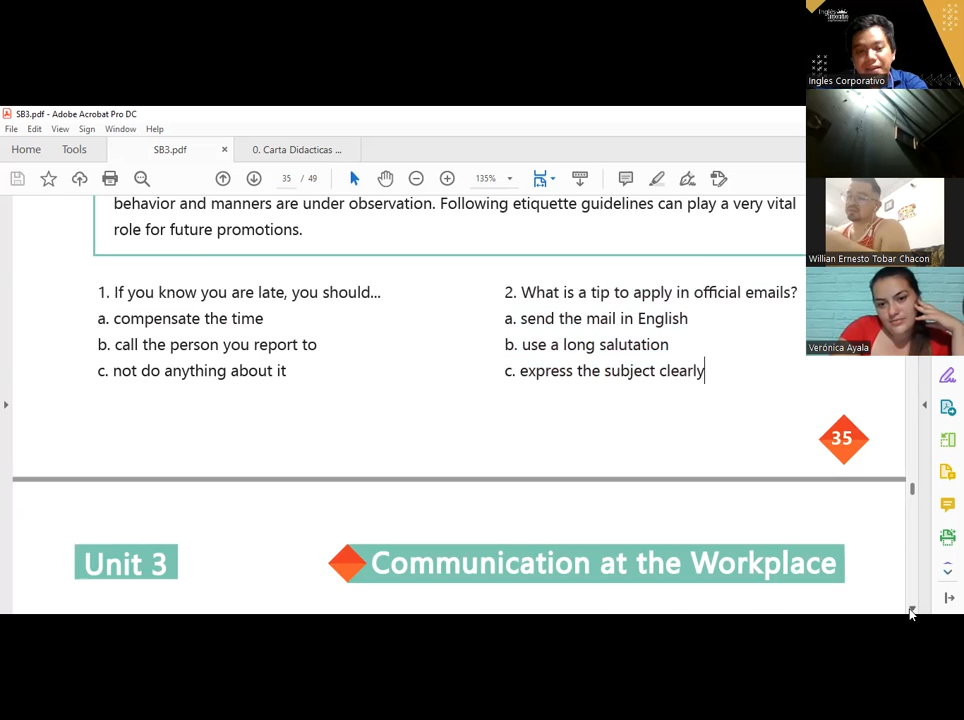 SB3.pdf - Adobe Acrobat Pro DC
File Edit View Sign Window Help
Home Tools SB3.pdf × 0. Carta Didacticas ...
35 / 49 135%
behavior and manners are under observation. Following etiquette guidelines can play a very vital
role for future promotions.
1. If you know you are late, you should...
a. compensate the time
b. call the person you report to
c. not do anything about it
2. What is a tip to apply in official emails?
a. send the mail in English
b. use a long salutation
c. express the subject clearly
35
Unit 3
Communication at the Workplace
Inglés
Corporativo
Ingles Corporativo
Willian Ernesto Tobar Chacon
Verónica Ayala